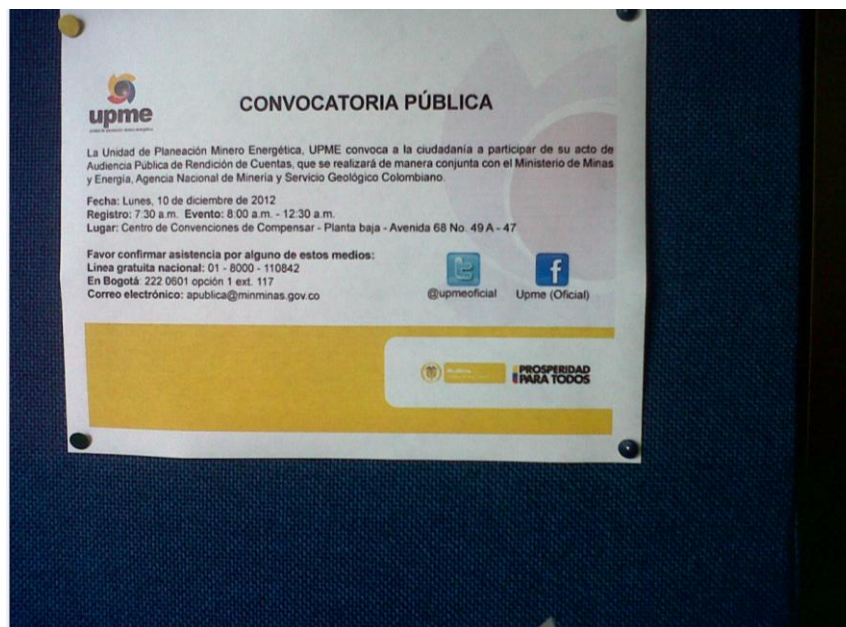 upme
CONVOCATORIA PÚBLICA
La Unidad de Planeación Minero Energética, UPME convoca a la ciudadanía a participar de su acto de
Audiencia Pública de Rendición de Cuentas, que se realizará de manera conjunta con el Ministerio de Minas
y Energía, Agencia Nacional de Minería y Servicio Geológico Colombiano.
Fecha: Lunes, 10 de diciembre de 2012
Registro: 7:30 a.m. Evento: 8:00 a.m. - 12:30 a.m.
Lugar: Centro de Convenciones de Compensar - Planta baja - Avenida 68 No. 49 A - 47
Favor confirmar asistencia por alguno de estos medios:
Linea gratuita nacional: 01 - 8000 - 110842
En Bogotá: 222 0601 opción 1 ext. 117
Correo electrónico: apublica@minminas.gov.co
@upmeoficial Upme (Oficial)
PROSPERIDAD
PARA TODOS